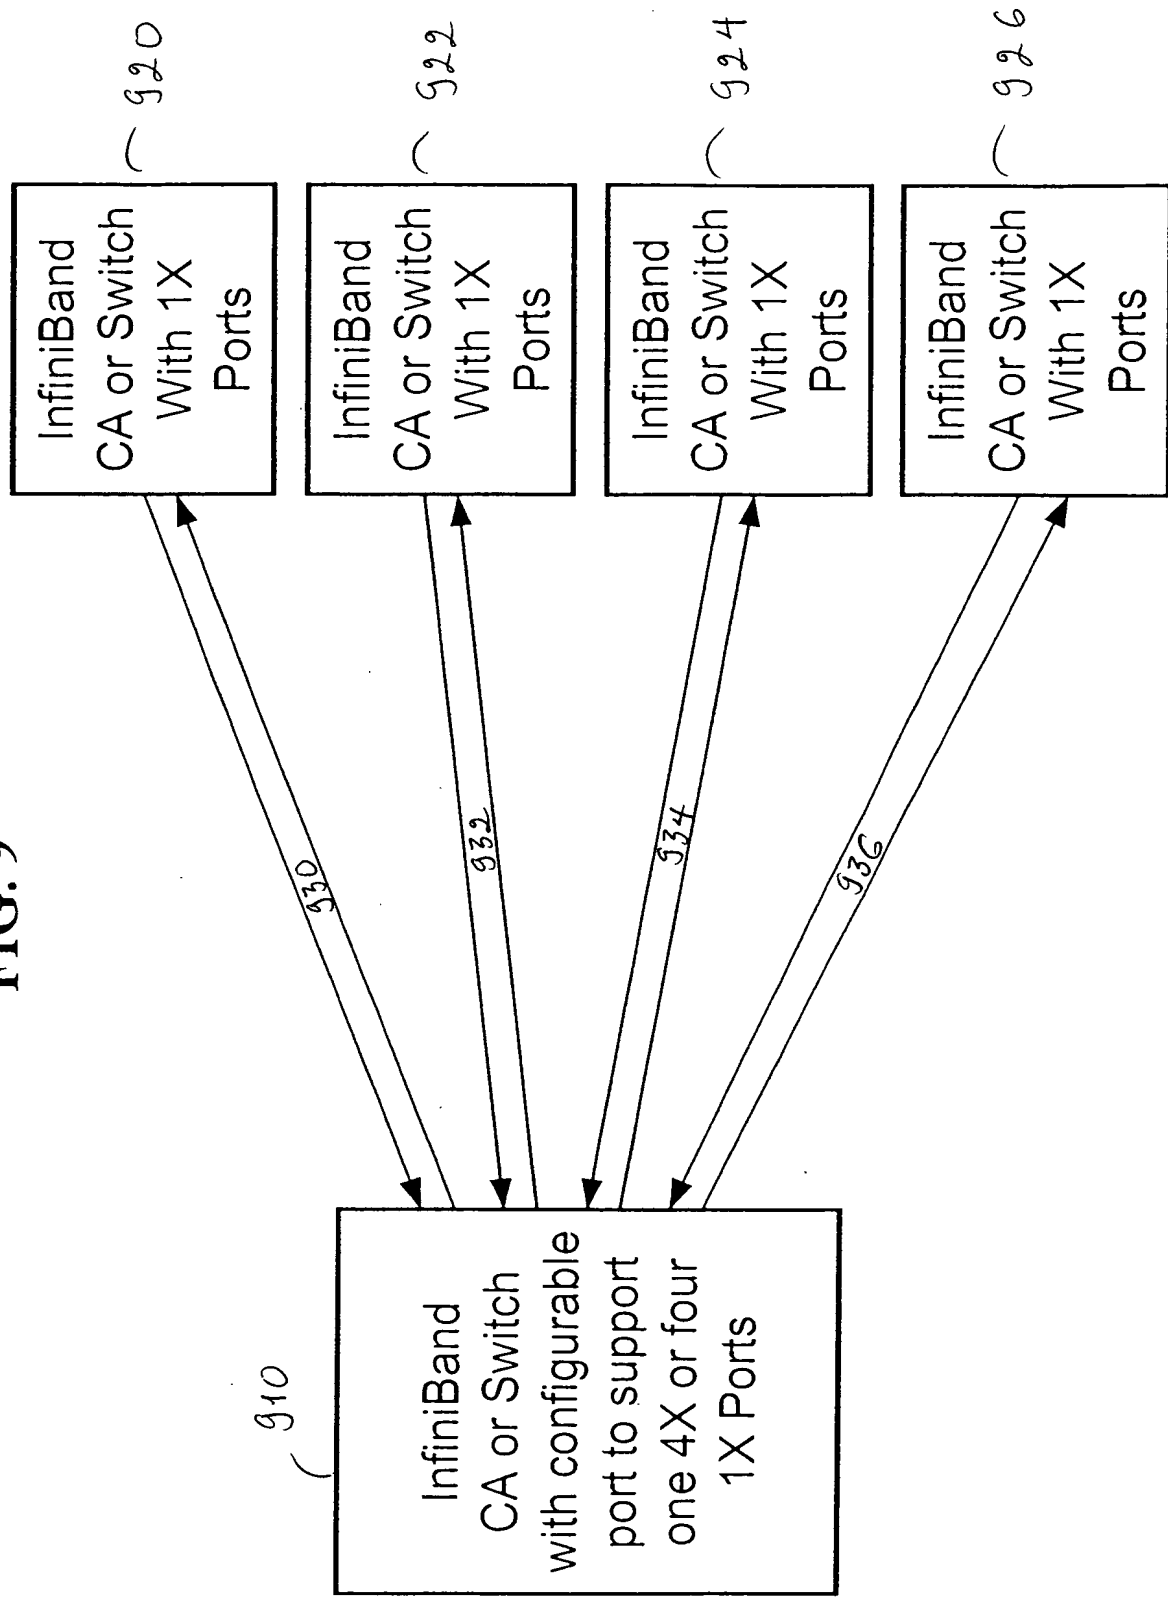 FIG. 9
910
InfiniBand
CA or Switch
with configurable
port to support
one 4X or four
1X Ports
930
932
934
936
InfiniBand
CA or Switch
With 1X
Ports
920
InfiniBand
CA or Switch
With 1X
Ports
922
InfiniBand
CA or Switch
With 1X
Ports
924
InfiniBand
CA or Switch
With 1X
Ports
926